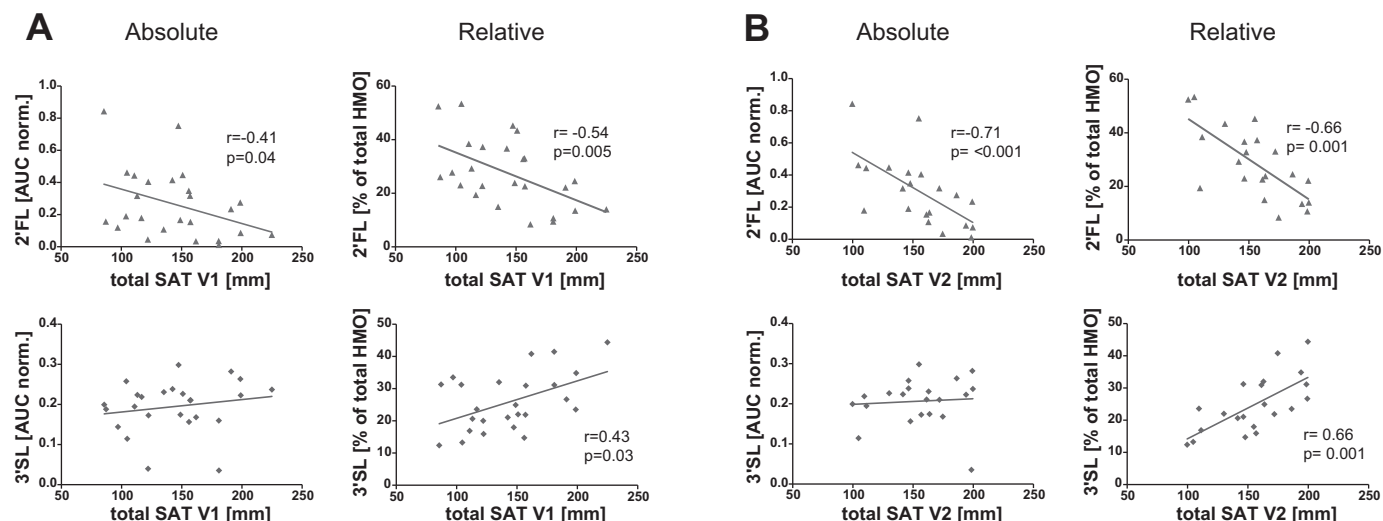 A
Absolute
Relative
2'FL [AUC norm.]
1.0
0.8
0.6
0.4
0.2
0.0
r=-0.41
p=0.04
50 100 150 200 250
total SAT V1 [mm]
2'FL [% of total HMO]
60
40
20
0
r= -0.54
p=0.005
50 100 150 200 250
total SAT V1 [mm]
3'SL [AUC norm.]
0.4
0.3
0.2
0.1
0.0
50 100 150 200 250
total SAT V1 [mm]
3'SL [% of total HMO]
50
40
30
20
10
0
r=0.43
p=0.03
50 100 150 200 250
total SAT V1 [mm]
B
Absolute
Relative
2'FL [AUC norm.]
1.0
0.8
0.6
0.4
0.2
0.0
r=-0.71
p= <0.001
50 100 150 200 250
total SAT V2 [mm]
2'FL [% of total HMO]
60
40
20
0
r= -0.66
p= 0.001
50 100 150 200 250
total SAT V2 [mm]
3'SL [AUC norm.]
0.4
0.3
0.2
0.1
0.0
50 100 150 200 250
total SAT V2 [mm]
3'SL [% of total HMO]
50
40
30
20
10
0
r= 0.66
p= 0.001
50 100 150 200 250
total SAT V2 [mm]